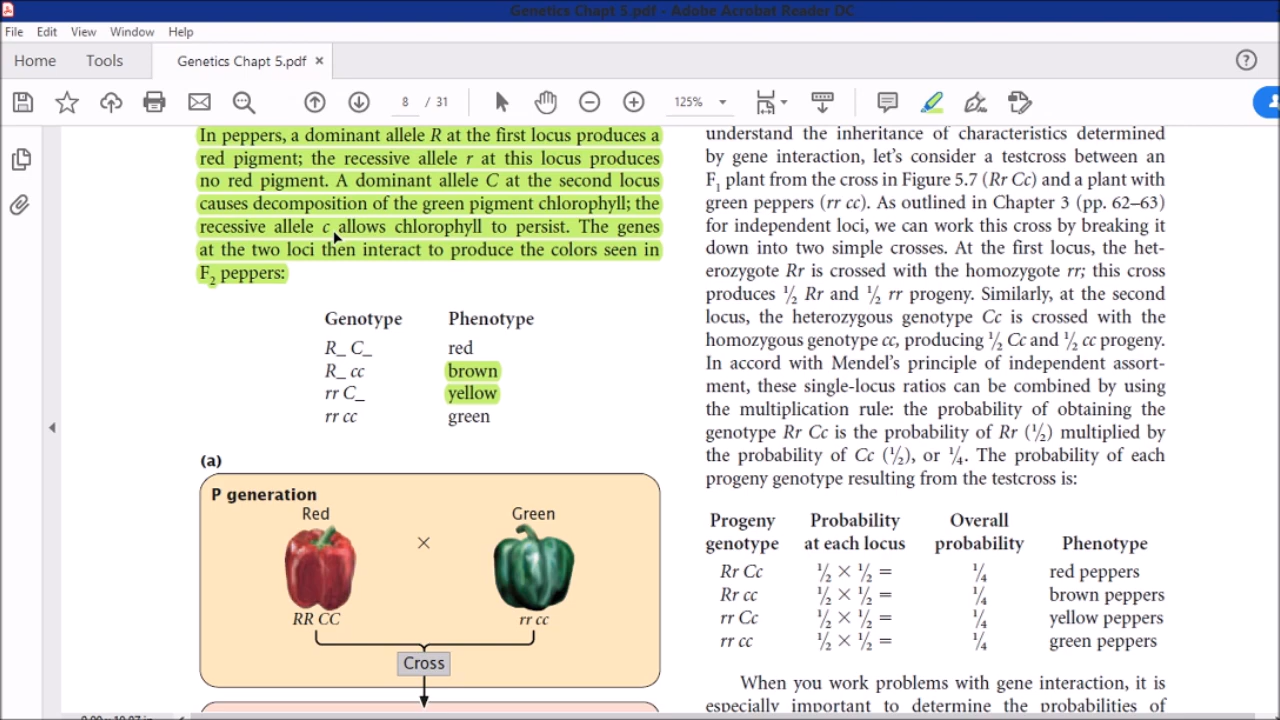 Genetics Chapt 5.pdf - Adobe Acrobat Reader DC
File Edit View Window Help
Home Tools Genetics Chapt 5.pdf ×
8 / 31 125%
In peppers, a dominant allele R at the first locus produces a
red pigment; the recessive allele r at this locus produces
no red pigment. A dominant allele C at the second locus
causes decomposition of the green pigment chlorophyll; the
recessive allele c allows chlorophyll to persist. The genes
at the two loci then interact to produce the colors seen in
F₂ peppers:
Genotype Phenotype
R_ C_ red
R_ cc brown
rr C_ yellow
rr cc green
(a)
P generation
Red Green
×
RR CC rr cc
Cross
understand the inheritance of characteristics determined
by gene interaction, let's consider a testcross between an
F₁ plant from the cross in Figure 5.7 (Rr Cc) and a plant with
green peppers (rr cc). As outlined in Chapter 3 (pp. 62–63)
for independent loci, we can work this cross by breaking it
down into two simple crosses. At the first locus, the het-
erozygote Rr is crossed with the homozygote rr; this cross
produces ½ Rr and ½ rr progeny. Similarly, at the second
locus, the heterozygous genotype Cc is crossed with the
homozygous genotype cc, producing ½ Cc and ½ cc progeny.
In accord with Mendel's principle of independent assort-
ment, these single-locus ratios can be combined by using
the multiplication rule: the probability of obtaining the
genotype Rr Cc is the probability of Rr (½) multiplied by
the probability of Cc (½), or ¼. The probability of each
progeny genotype resulting from the testcross is:
Progeny Probability Overall
genotype at each locus probability Phenotype
Rr Cc ½ × ½ = ¼ red peppers
Rr cc ½ × ½ = ¼ brown peppers
rr Cc ½ × ½ = ¼ yellow peppers
rr cc ½ × ½ = ¼ green peppers
When you work problems with gene interaction, it is
especially important to determine the probabilities of